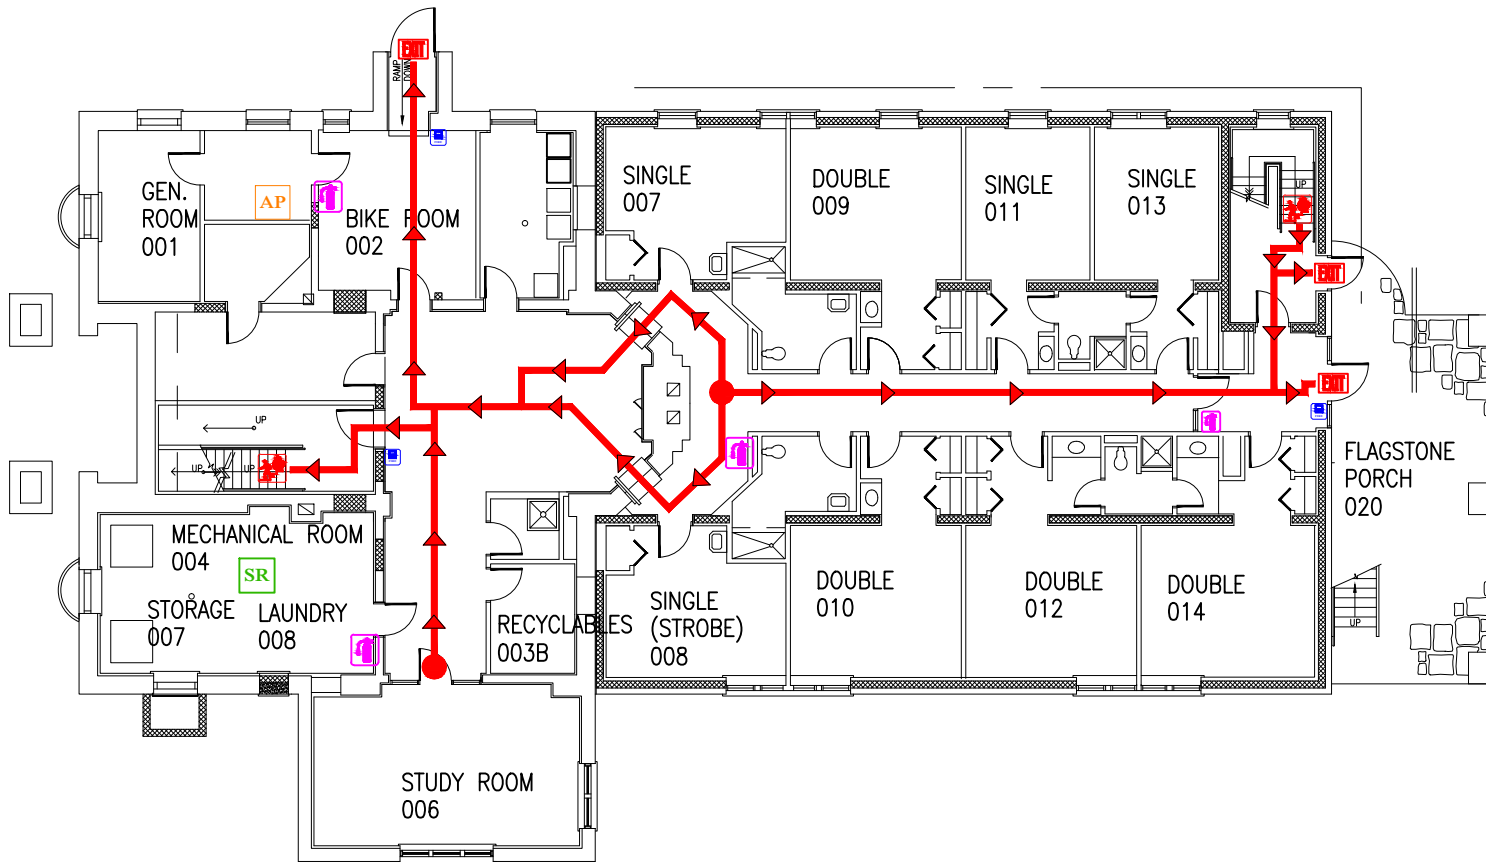 EXIT
RAMP
DOWN
GEN.
ROOM
001
AP
BIKE ROOM
002
SINGLE
007
DOUBLE
009
SINGLE
011
SINGLE
013
UP
EXIT
EXIT
UP
UP
UP
FLAGSTONE
PORCH
020
MECHANICAL ROOM
004
SR
STORAGE
007
LAUNDRY
008
RECYCLABLES
003B
SINGLE
(STROBE)
008
DOUBLE
010
DOUBLE
012
DOUBLE
014
UP
STUDY ROOM
006